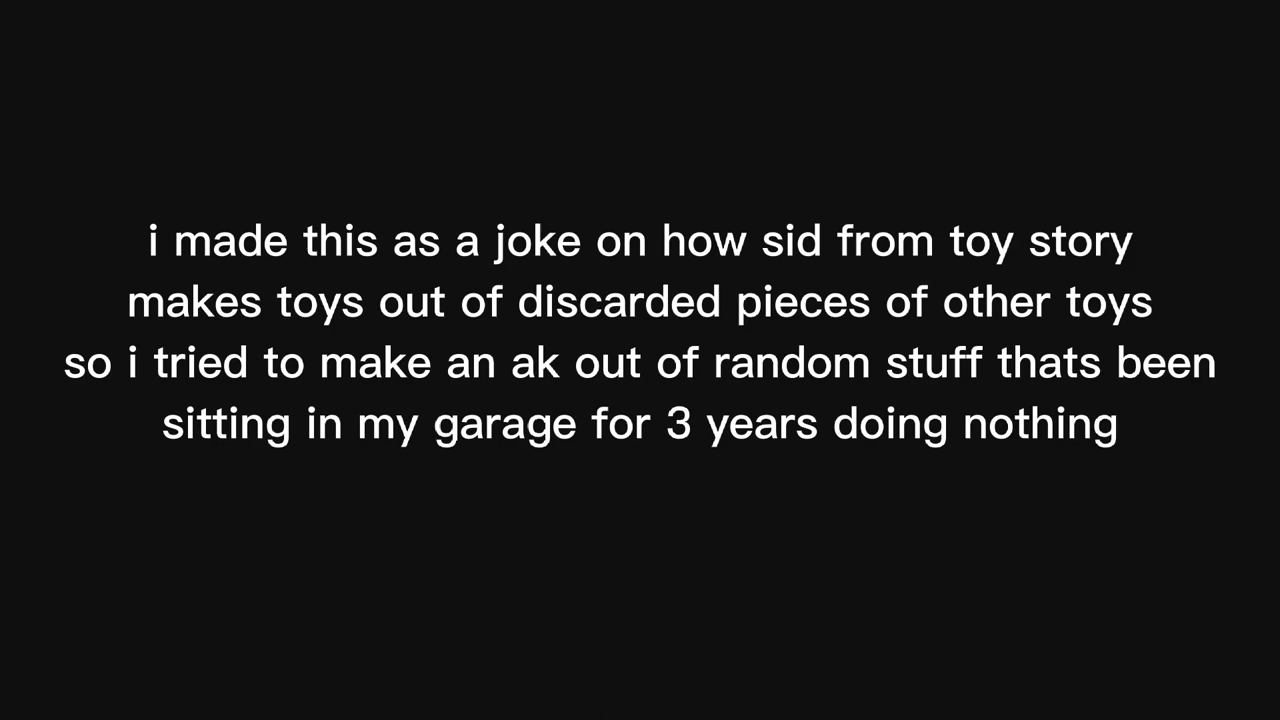 i made this as a joke on how sid from toy story
makes toys out of discarded pieces of other toys
so i tried to make an ak out of random stuff thats been
sitting in my garage for 3 years doing nothing